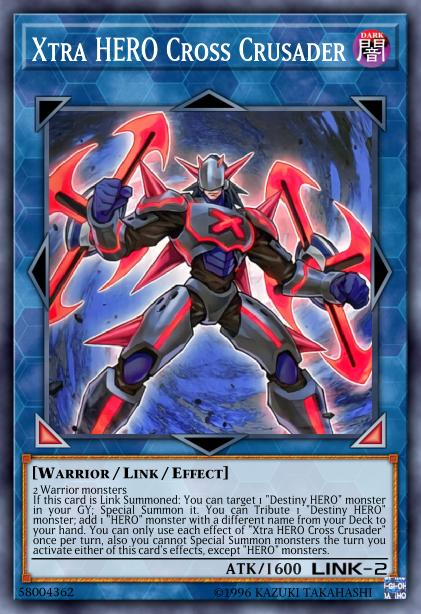 Xtra HERO Cross Crusader
DARK
闇
[Warrior / Link / Effect]
2 Warrior monsters
If this card is Link Summoned: You can target 1 "Destiny HERO" monster
in your GY; Special Summon it. You can Tribute 1 "Destiny HERO"
monster; add 1 "HERO" monster with a different name from your Deck to
your hand. You can only use each effect of "Xtra HERO Cross Crusader"
once per turn, also you cannot Special Summon monsters the turn you
activate either of this card's effects, except "HERO" monsters.
ATK/1600 LINK-2
58004362 ©1996 KAZUKI TAKAHASHI